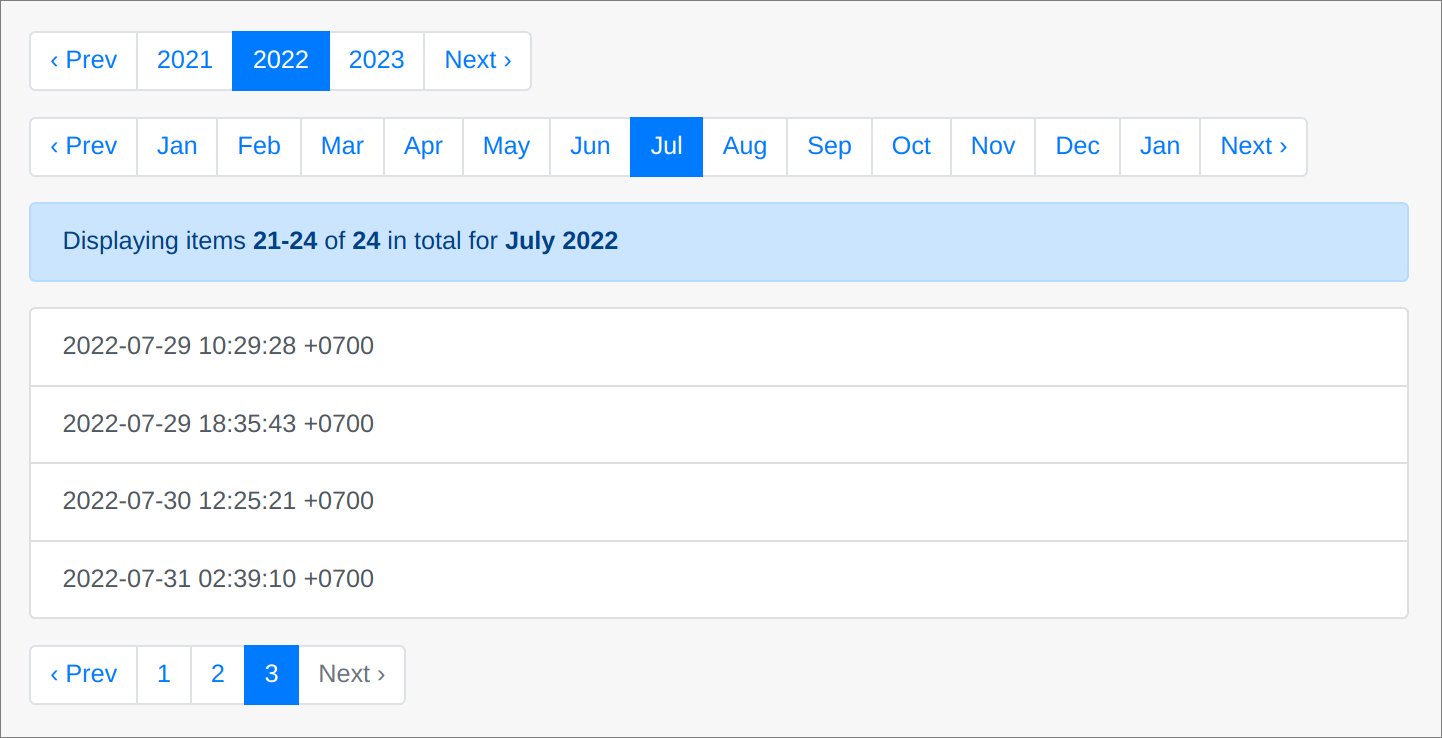 ‹ Prev 2021 2022 2023 Next ›
‹ Prev Jan Feb Mar Apr May Jun Jul Aug Sep Oct Nov Dec Jan Next ›
Displaying items 21-24 of 24 in total for July 2022
2022-07-29 10:29:28 +0700
2022-07-29 18:35:43 +0700
2022-07-30 12:25:21 +0700
2022-07-31 02:39:10 +0700
‹ Prev 1 2 3 Next ›